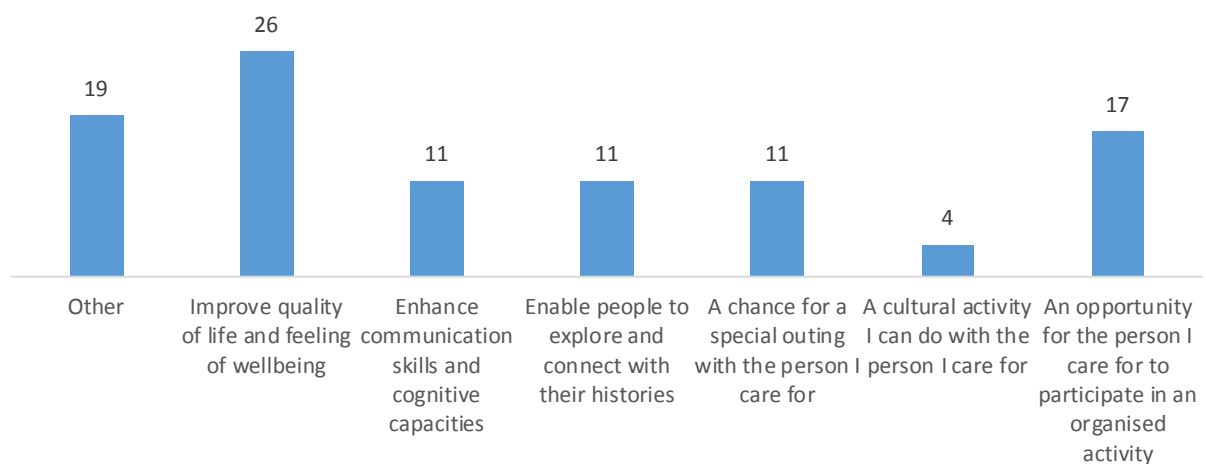 26
19
17
11
11
11
4
Other
Improve quality
of life and feeling
of wellbeing
Enhance
communication
skills and
cognitive
capacities
Enable people to
explore and
connect with
their histories
A chance for a
special outing
with the person I
care for
A cultural activity
I can do with the
person I care for
An opportunity
for the person I
care for to
participate in an
organised
activity